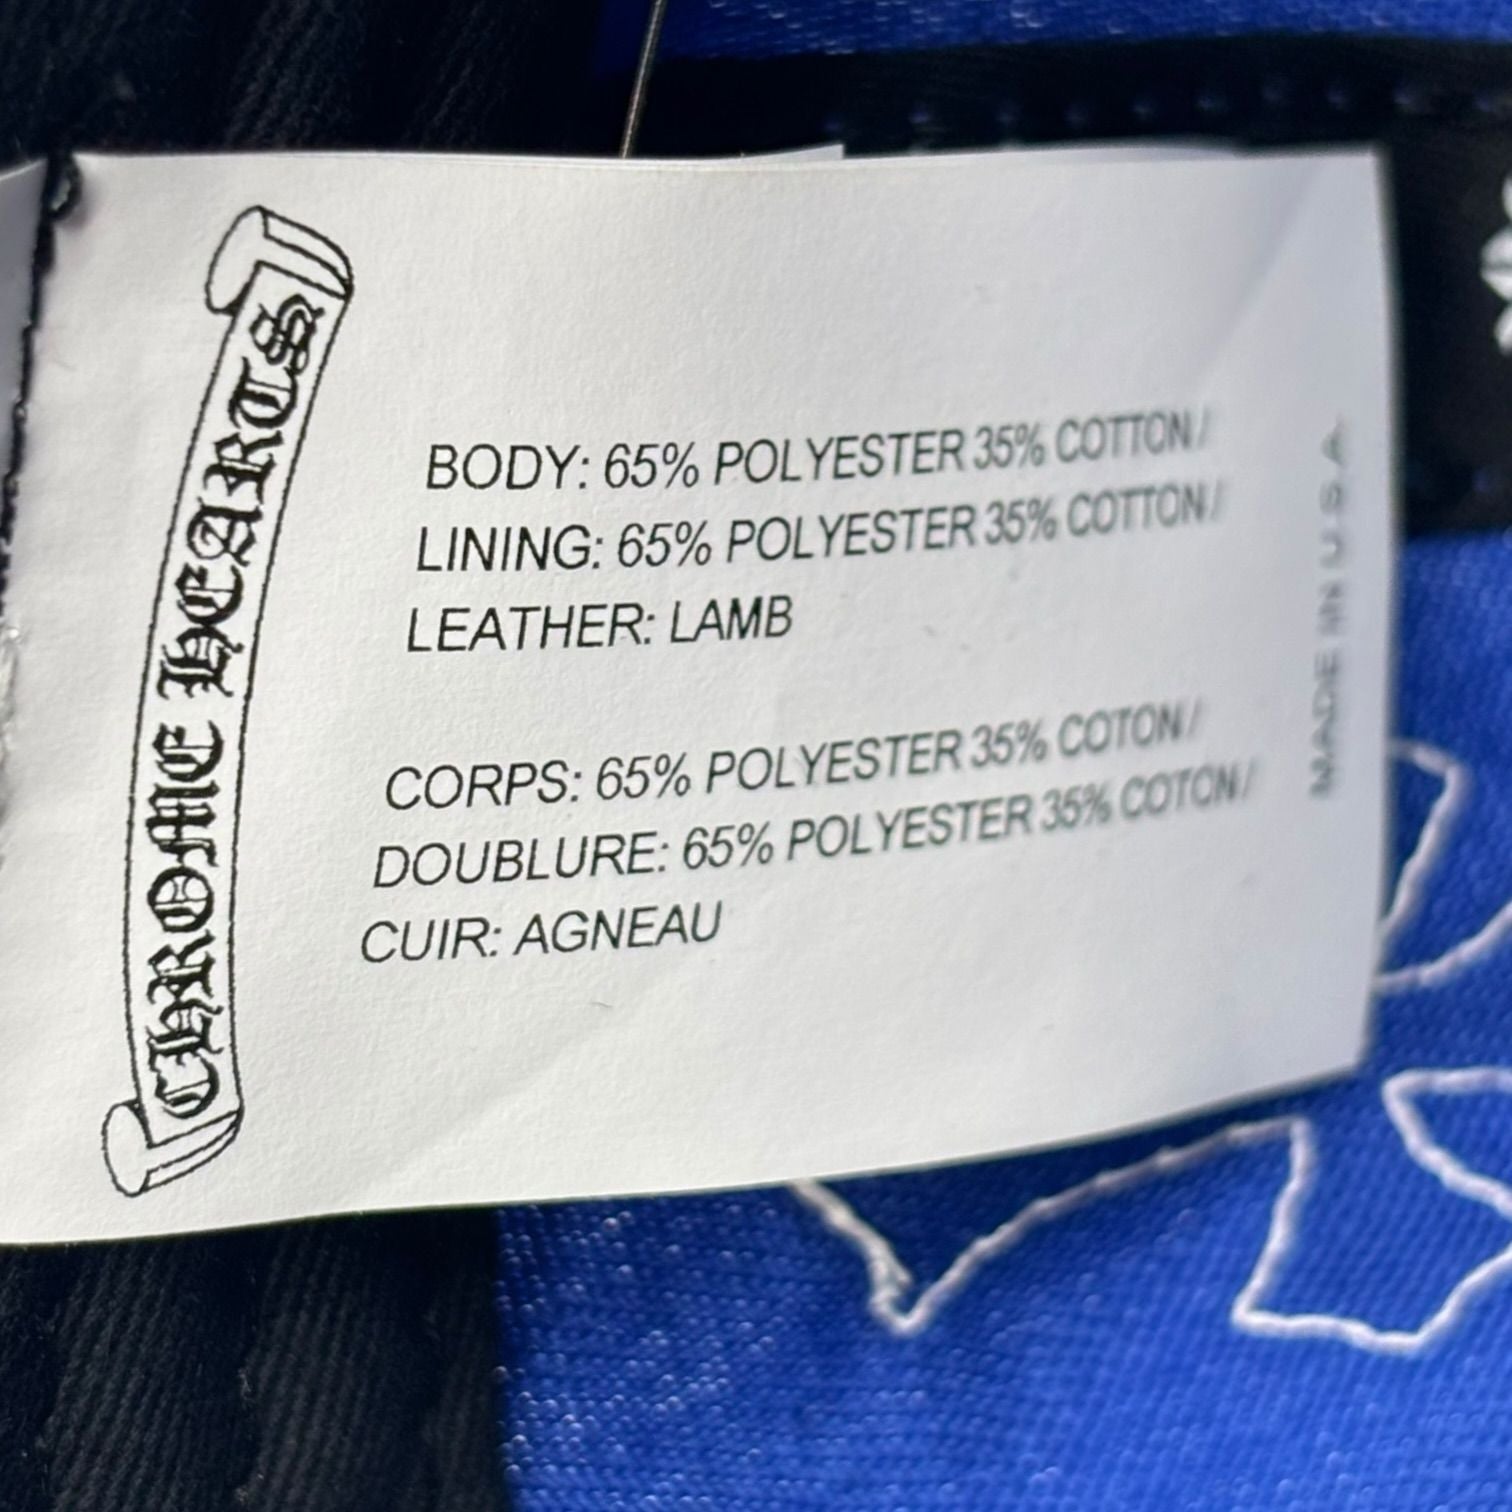 CHROME HEARTS
BODY: 65% POLYESTER 35% COTTON /
LINING: 65% POLYESTER 35% COTTON /
LEATHER: LAMB
CORPS: 65% POLYESTER 35% COTON /
DOUBLURE: 65% POLYESTER 35% COTON /
CUIR: AGNEAU
MADE IN U.S.A.